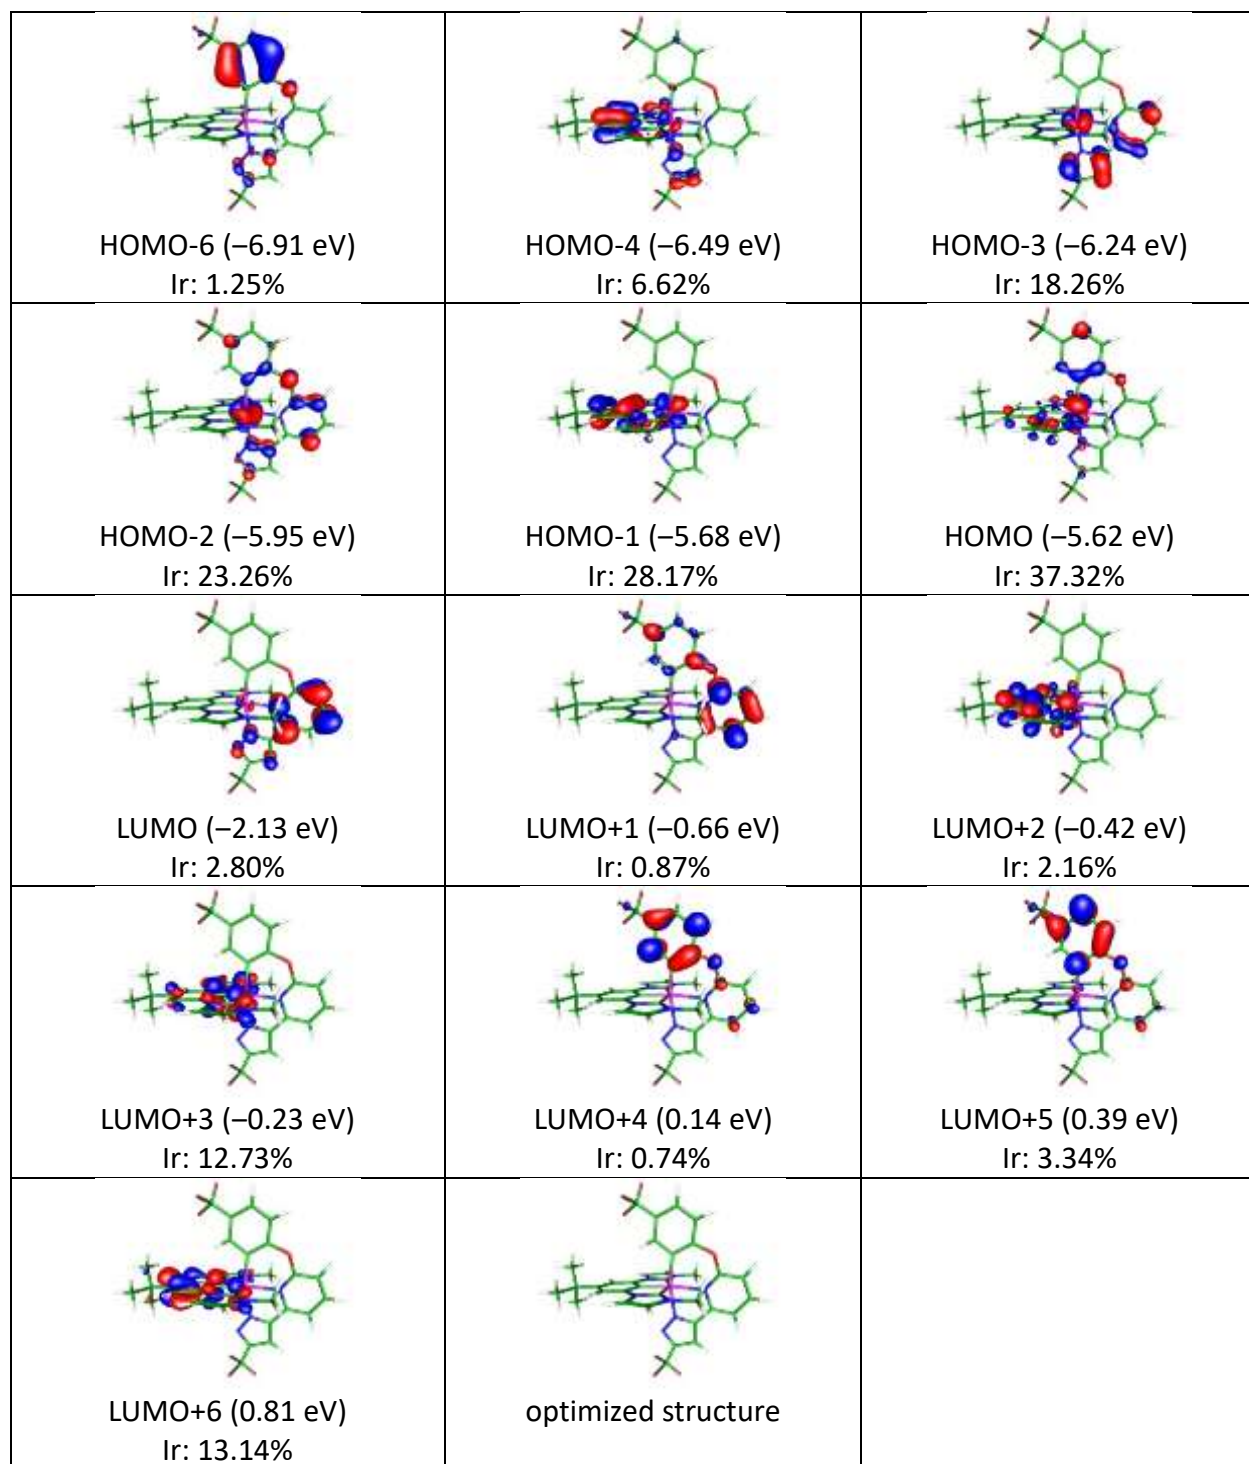 HOMO-6 (–6.91 eV)
Ir: 1.25%
HOMO-4 (–6.49 eV)
Ir: 6.62%
HOMO-3 (–6.24 eV)
Ir: 18.26%
HOMO-2 (–5.95 eV)
Ir: 23.26%
HOMO-1 (–5.68 eV)
Ir: 28.17%
HOMO (–5.62 eV)
Ir: 37.32%
LUMO (–2.13 eV)
Ir: 2.80%
LUMO+1 (–0.66 eV)
Ir: 0.87%
LUMO+2 (–0.42 eV)
Ir: 2.16%
LUMO+3 (–0.23 eV)
Ir: 12.73%
LUMO+4 (0.14 eV)
Ir: 0.74%
LUMO+5 (0.39 eV)
Ir: 3.34%
LUMO+6 (0.81 eV)
Ir: 13.14%
optimized structure